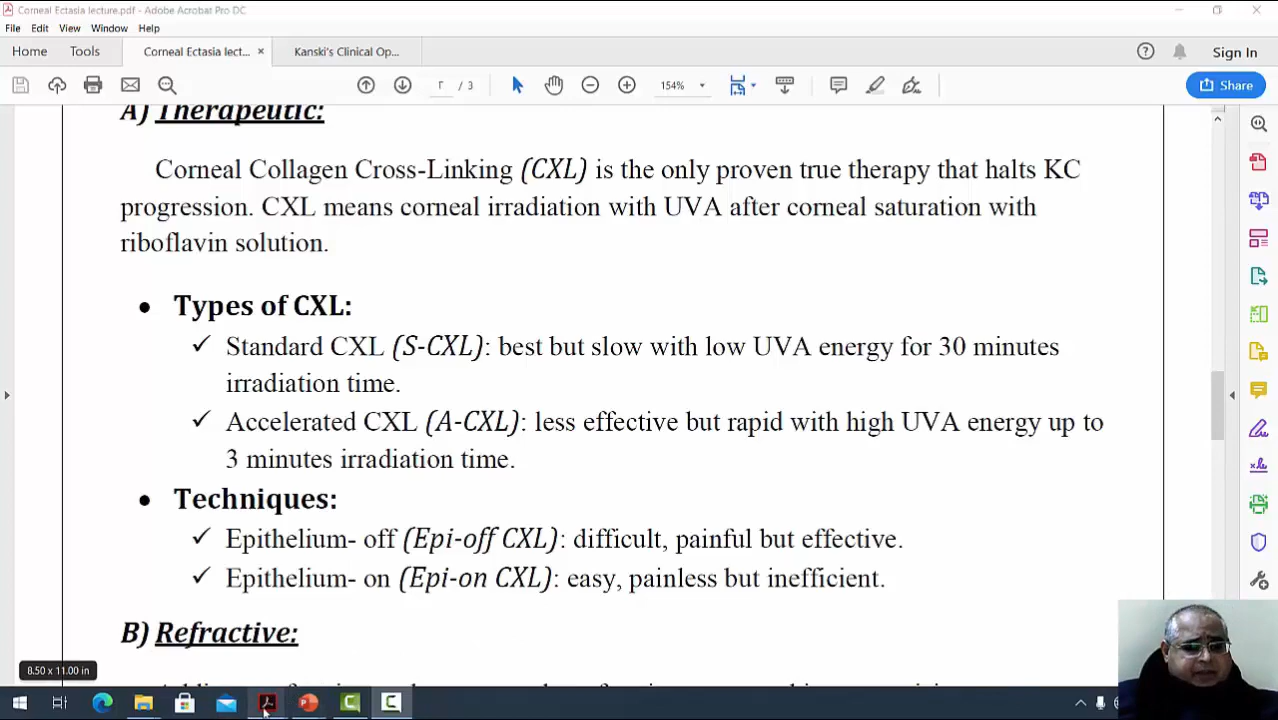 Corneal Ectasia lecture.pdf - Adobe Acrobat Pro DC
File Edit View Window Help
Home Tools Corneal Ectasia lect... × Kanski's Clinical Op... Sign In
٢ / 3 154% Share
A) Therapeutic:
Corneal Collagen Cross-Linking (CXL) is the only proven true therapy that halts KC
progression. CXL means corneal irradiation with UVA after corneal saturation with
riboflavin solution.
• Types of CXL:
✓ Standard CXL (S-CXL): best but slow with low UVA energy for 30 minutes
irradiation time.
✓ Accelerated CXL (A-CXL): less effective but rapid with high UVA energy up to
3 minutes irradiation time.
• Techniques:
✓ Epithelium- off (Epi-off CXL): difficult, painful but effective.
✓ Epithelium- on (Epi-on CXL): easy, painless but inefficient.
B) Refractive:
8.50 x 11.00 in